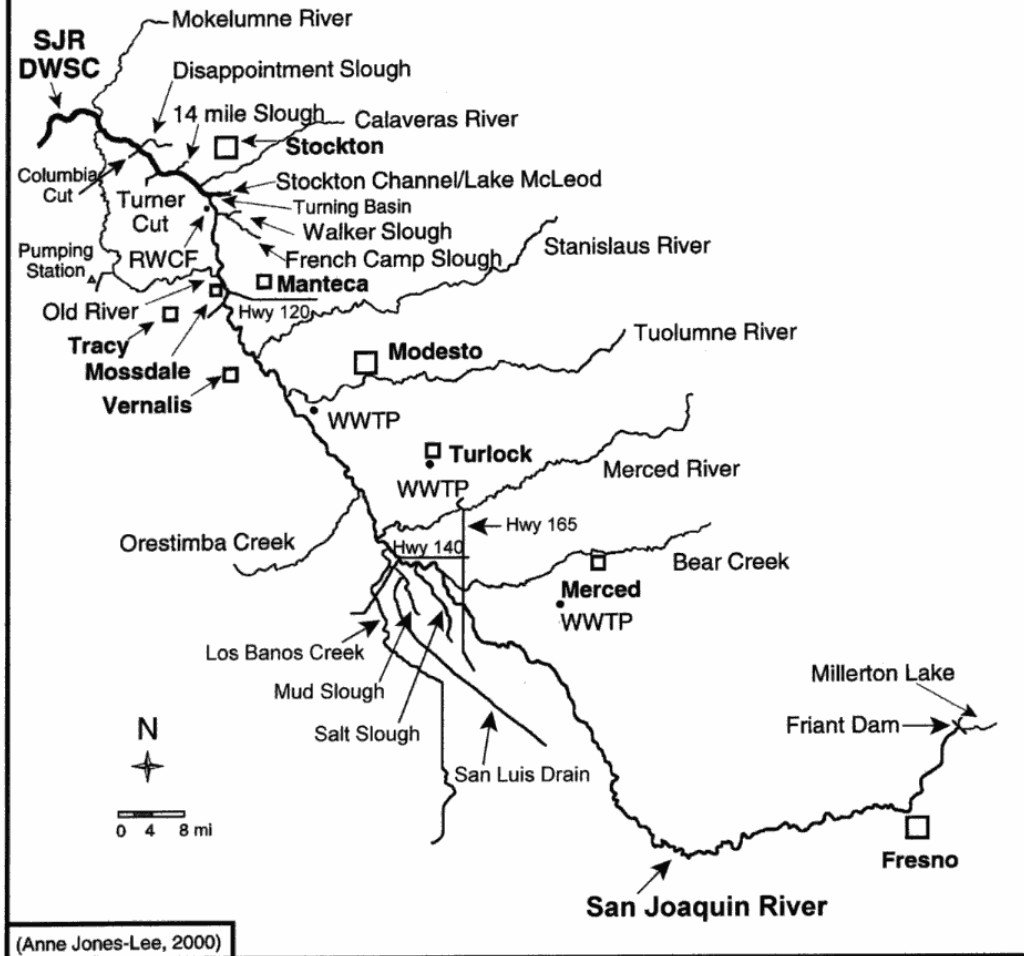 Mokelumne River
SJR
DWSC
Disappointment Slough
14 mile Slough
Calaveras River
Stockton
Columbia
Cut
Stockton Channel/Lake McLeod
Turner
Cut
Turning Basin
Walker Slough
Stanislaus River
Pumping
Station
RWCF
French Camp Slough
Manteca
Old River
Hwy 120
Tracy
Tuolumne River
Mossdale
Modesto
Vernalis
WWTP
Turlock
WWTP
Merced River
Hwy 165
Orestimba Creek
Hwy 140
Bear Creek
Merced
WWTP
Los Banos Creek
Mud Slough
Millerton Lake
Salt Slough
Friant Dam
N
San Luis Drain
0 4 8 mi
Fresno
San Joaquin River
(Anne Jones-Lee, 2000)